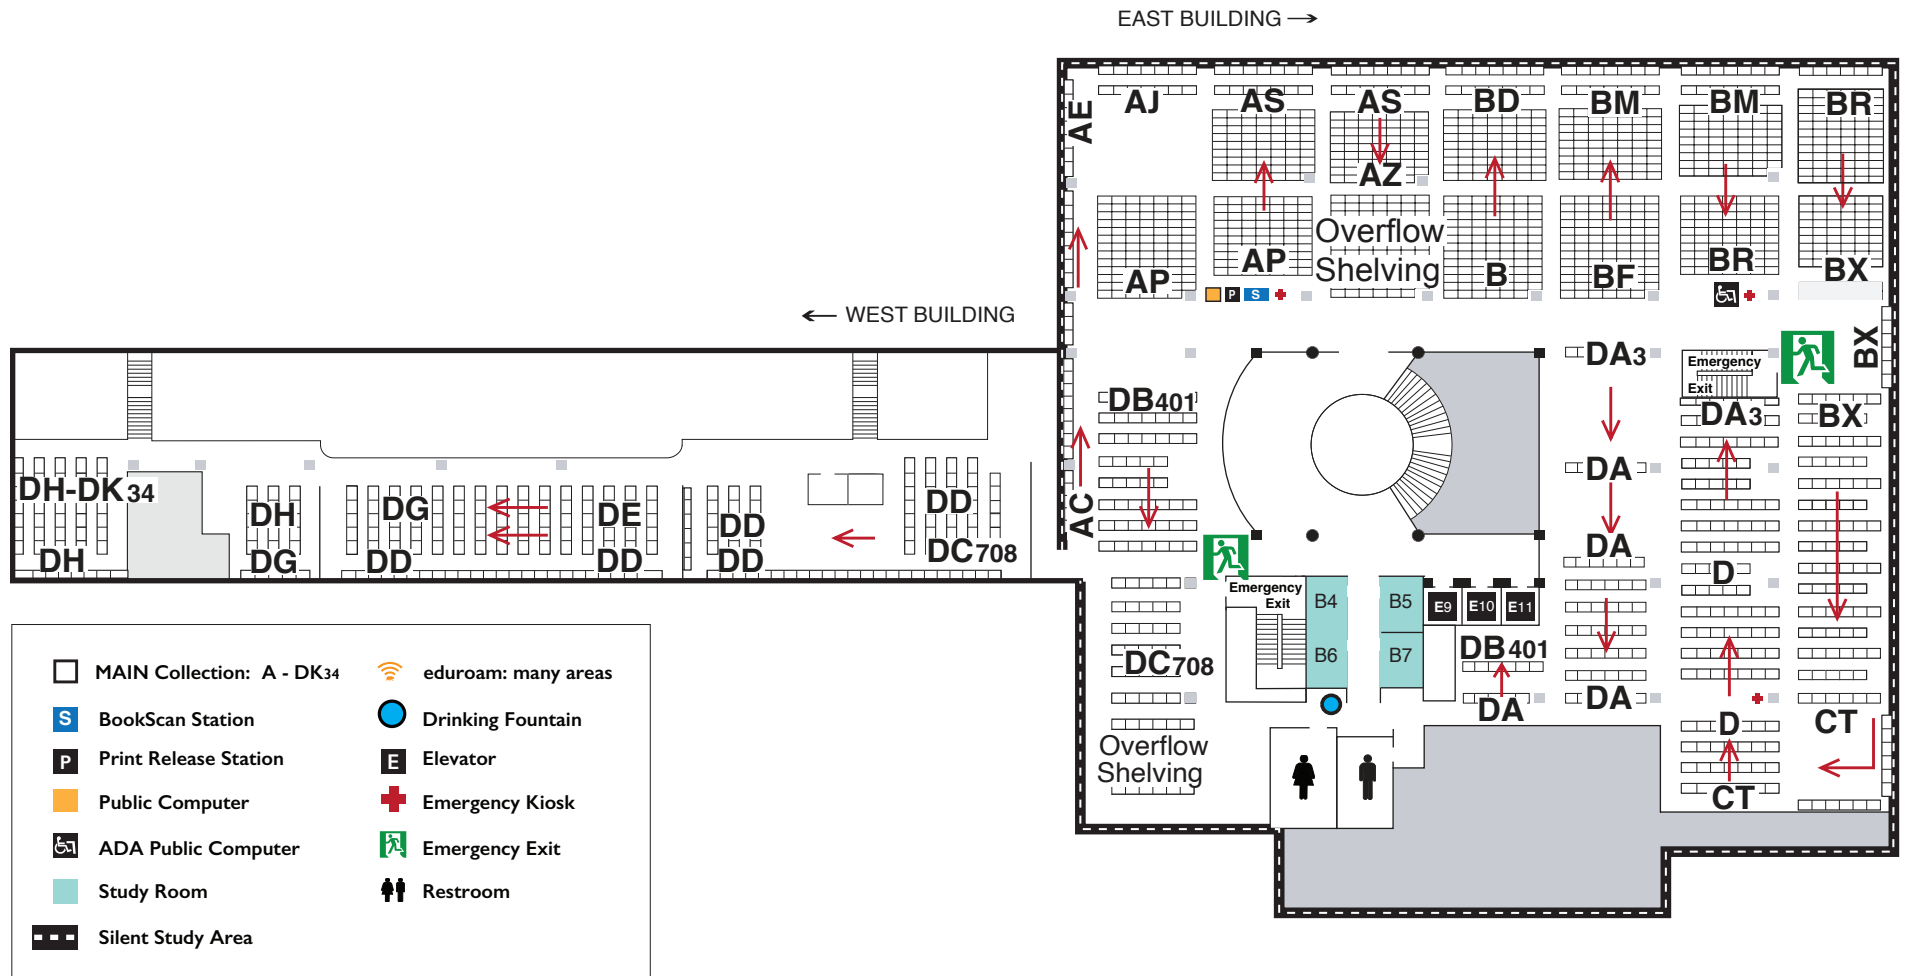 EAST BUILDING →
AE
AJ
AS
AS
BD
BM
BM
BR
AZ
Overflow
Shelving
AP
AP
B
BF
BR
BX
P
S
← WEST BUILDING
BX
DA3
Emergency
Exit
DB401
DA3
BX
AC
DA
DA
DH-DK34
DH
DG
DE
DD
DD
DH
DG
DD
DD
DD
DC708
D
Emergency
Exit
B4
B5
E9
E10
E11
B6
B7
DB401
DC708
DA
DA
D
CT
Overflow
Shelving
CT
MAIN Collection: A - DK34
eduroam: many areas
S
BookScan Station
Drinking Fountain
P
Print Release Station
E
Elevator
Public Computer
Emergency Kiosk
ADA Public Computer
Emergency Exit
Study Room
Restroom
Silent Study Area